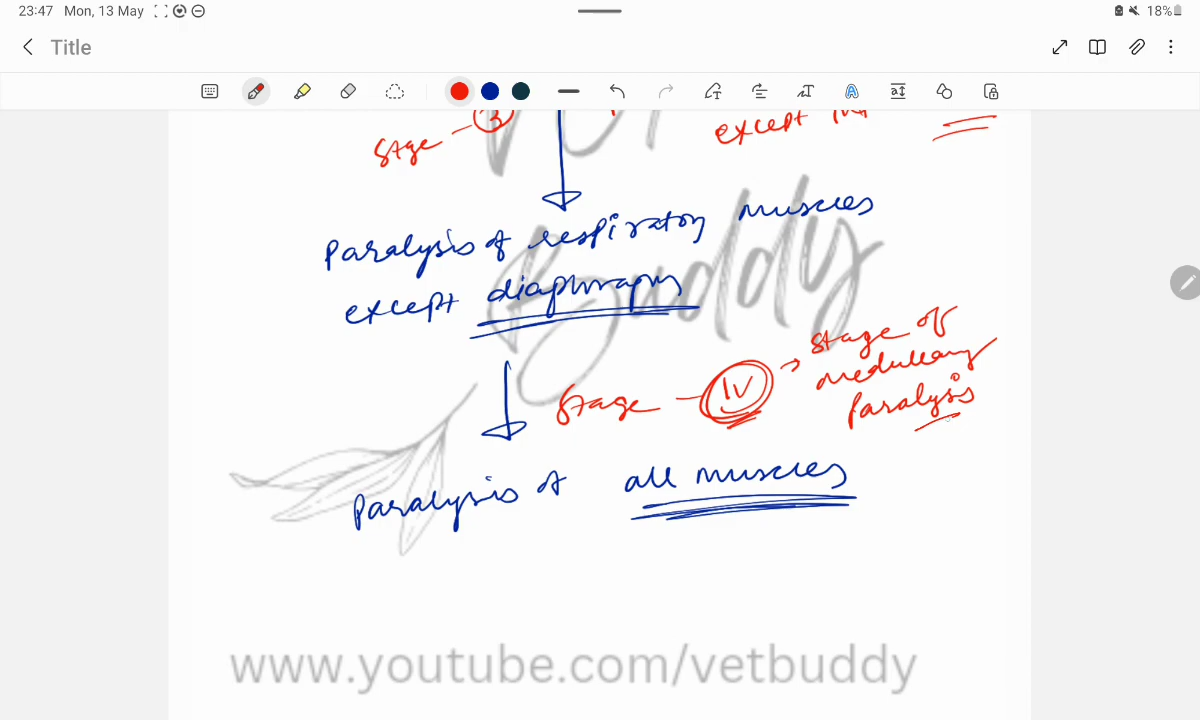 23:47 Mon, 13 May 18%
Title
Stage - 3
except
Paralysis of respiratory muscles
except diaphragm
Buddy
Stage - IV → stage of
medullary
paralysis
Paralysis of all muscles
www.youtube.com/vetbuddy